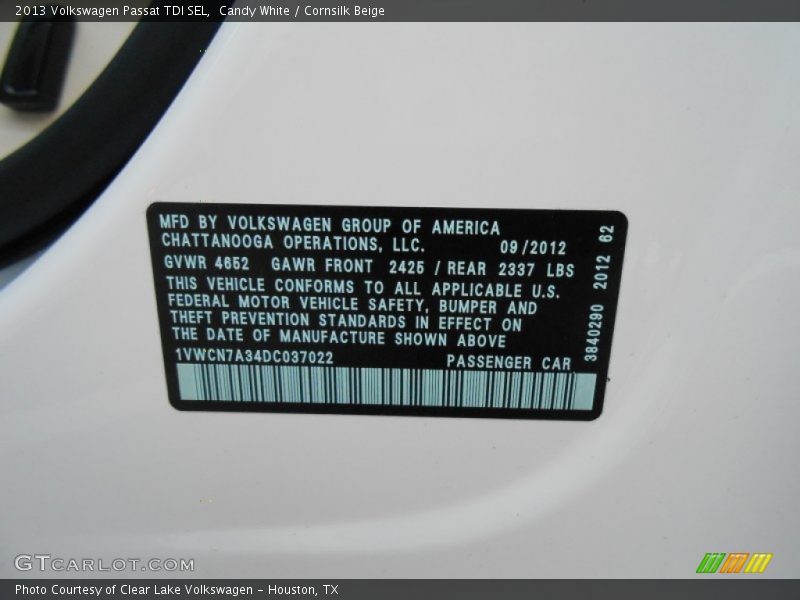 2013 Volkswagen Passat TDI SEL, Candy White / Cornsilk Beige
MFD BY VOLKSWAGEN GROUP OF AMERICA
CHATTANOOGA OPERATIONS, LLC. 09/2012
GVWR 4652 GAWR FRONT 2425 / REAR 2337 LBS
THIS VEHICLE CONFORMS TO ALL APPLICABLE U.S.
FEDERAL MOTOR VEHICLE SAFETY, BUMPER AND
THEFT PREVENTION STANDARDS IN EFFECT ON
THE DATE OF MANUFACTURE SHOWN ABOVE
1VWCN7A34DC037022 PASSENGER CAR
3840290 2012 62
GTCARLOT.COM
Photo Courtesy of Clear Lake Volkswagen – Houston, TX